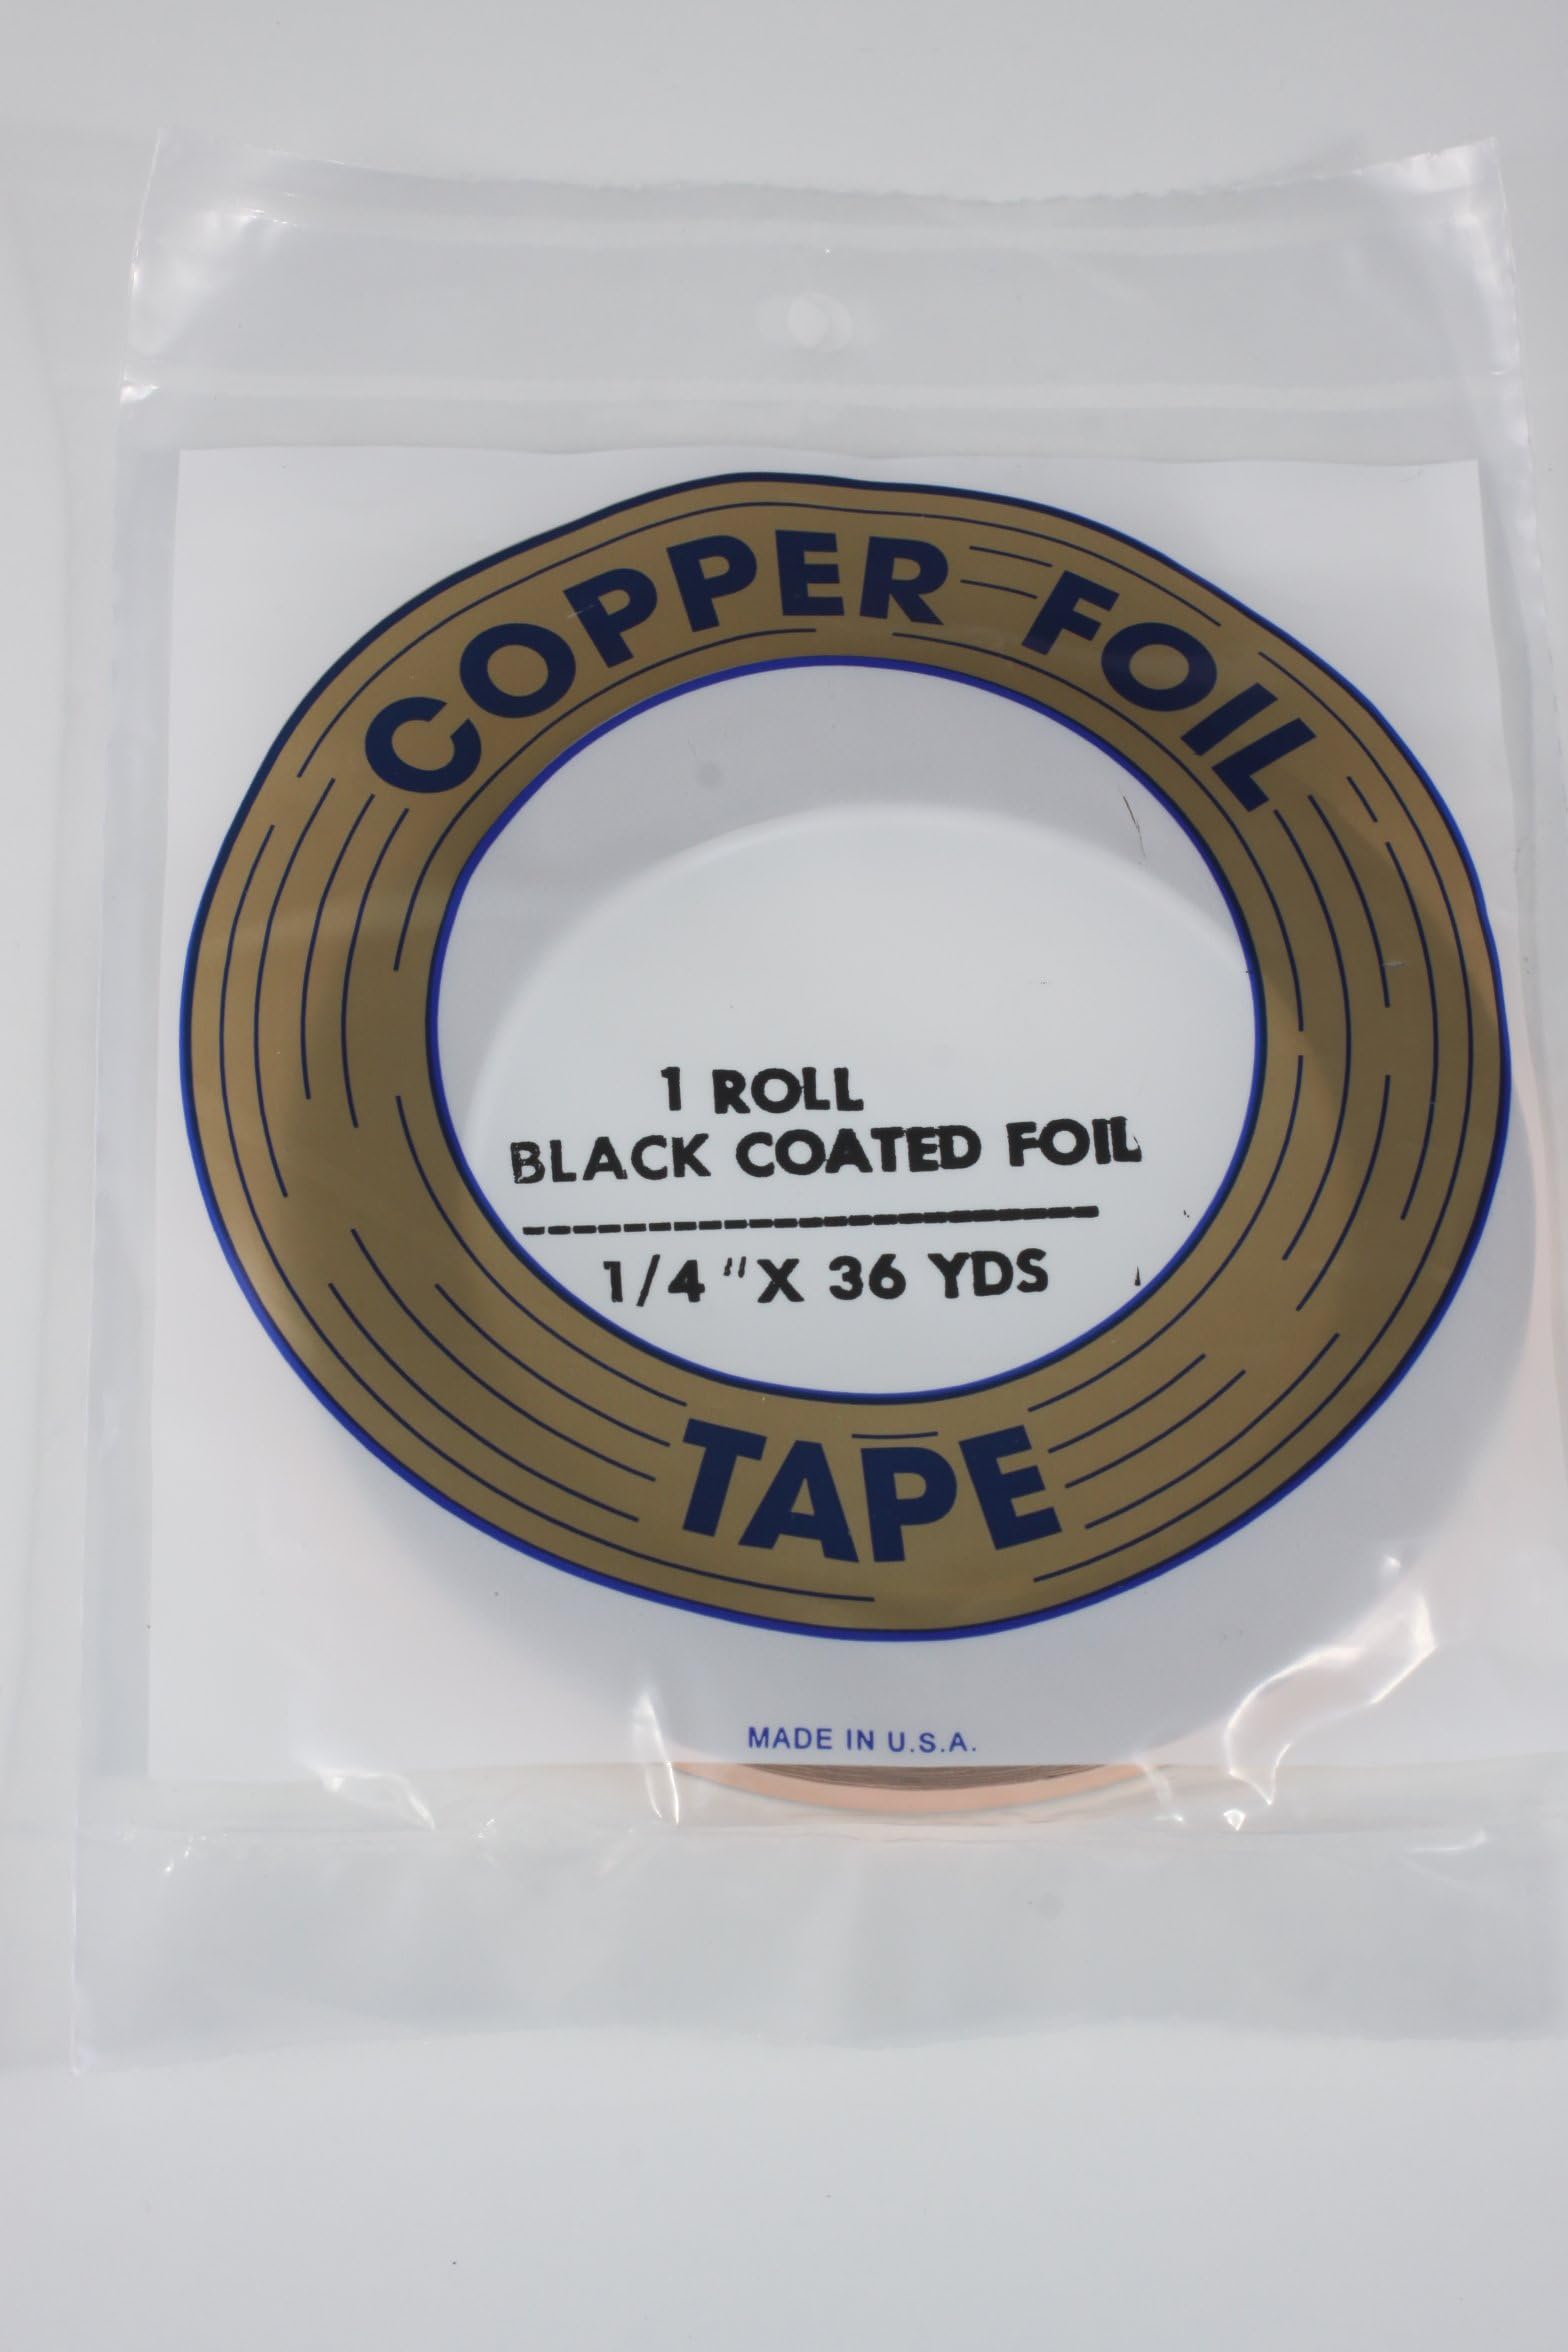 COPPER FOIL
1 ROLL
BLACK COATED FOIL
1/4 "X 36 YDS
TAPE
MADE IN U.S.A.